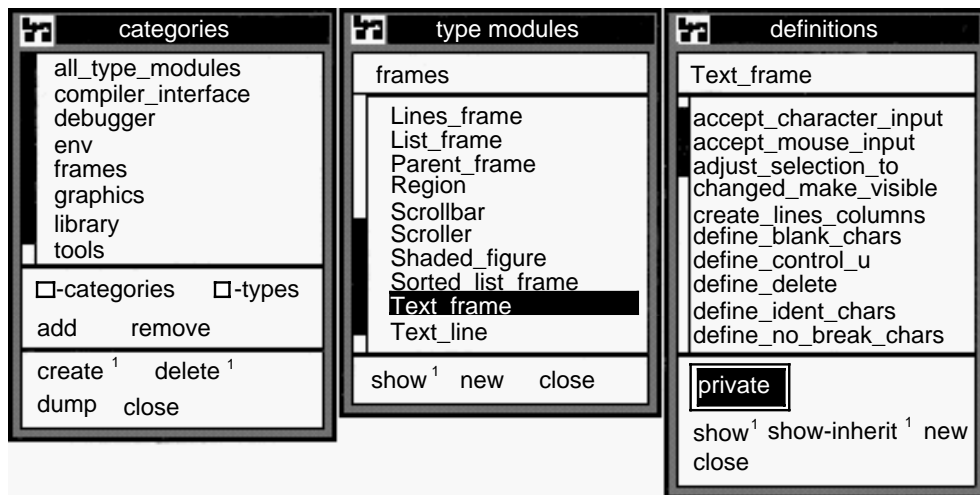 categories
all_type_modules
compiler_interface
debugger
env
frames
graphics
library
tools
-categories -types
add remove
create 1 delete 1
dump close
type modules
frames
Lines_frame
List_frame
Parent_frame
Region
Scrollbar
Scroller
Shaded_figure
Sorted_list_frame
Text_frame
Text_line
show 1 new close
definitions
Text_frame
accept_character_input
accept_mouse_input
adjust_selection_to
changed_make_visible
create_lines_columns
define_blank_chars
define_control_u
define_delete
define_ident_chars
define_no_break_chars
private
show 1 show-inherit 1 new
close